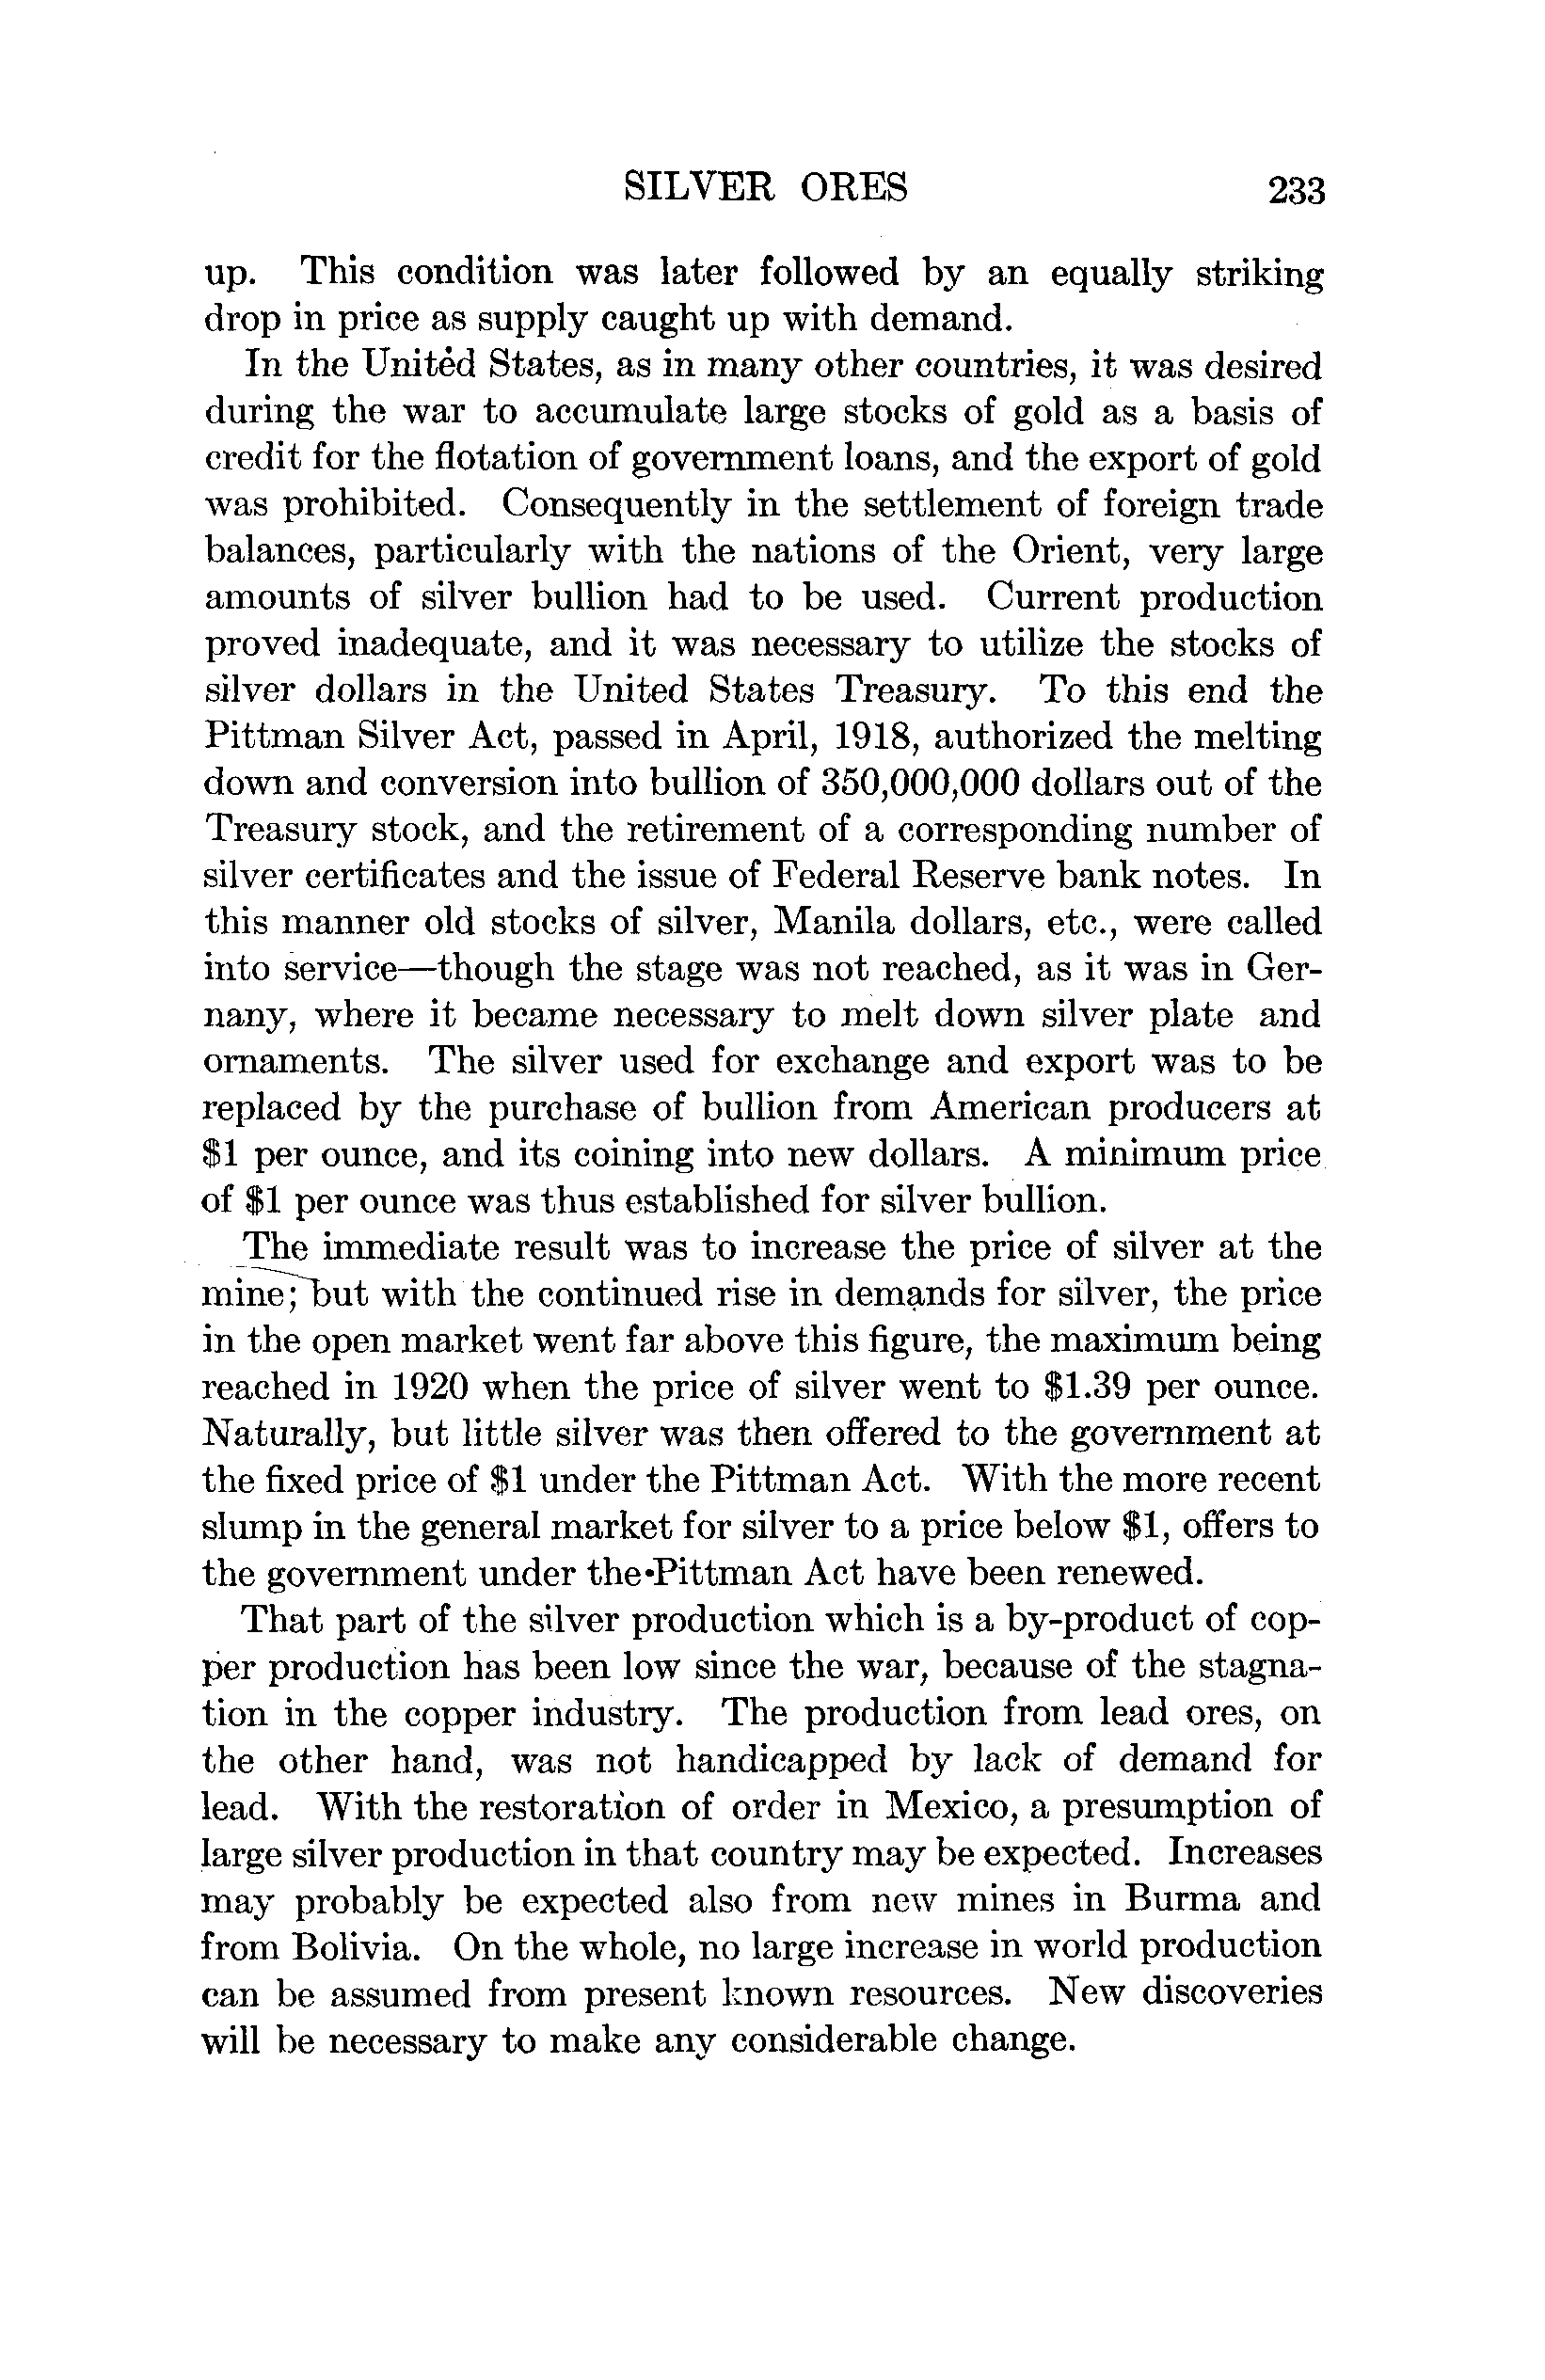 SILVER ORES 233
up. This condition was later followed by an equally striking
drop in price as supply caught up with demand.
In the United States, as in many other countries, it was desired
during the war to accumulate large stocks of gold as a basis of
credit for the flotation of government loans, and the export of gold
was prohibited. Consequently in the settlement of foreign trade
balances, particularly with the nations of the Orient, very large
amounts of silver bullion had to be used. Current production
proved inadequate, and it was necessary to utilize the stocks of
silver dollars in the United States Treasury. To this end the
Pittman Silver Act, passed in April, 1918, authorized the melting
down and conversion into bullion of 350,000,000 dollars out of the
Treasury stock, and the retirement of a corresponding number of
silver certificates and the issue of Federal Reserve bank notes. In
this manner old stocks of silver, Manila dollars, etc., were called
into service—though the stage was not reached, as it was in Ger-
nany, where it became necessary to melt down silver plate and
ornaments. The silver used for exchange and export was to be
replaced by the purchase of bullion from American producers at
$1 per ounce, and its coining into new dollars. A minimum price
of $1 per ounce was thus established for silver bullion.
The immediate result was to increase the price of silver at the
mine; but with the continued rise in demands for silver, the price
in the open market went far above this figure, the maximum being
reached in 1920 when the price of silver went to $1.39 per ounce.
Naturally, but little silver was then offered to the government at
the fixed price of $1 under the Pittman Act. With the more recent
slump in the general market for silver to a price below $1, offers to
the government under the Pittman Act have been renewed.
That part of the silver production which is a by-product of cop-
per production has been low since the war, because of the stagna-
tion in the copper industry. The production from lead ores, on
the other hand, was not handicapped by lack of demand for
lead. With the restoration of order in Mexico, a presumption of
large silver production in that country may be expected. Increases
may probably be expected also from new mines in Burma and
from Bolivia. On the whole, no large increase in world production
can be assumed from present known resources. New discoveries
will be necessary to make any considerable change.